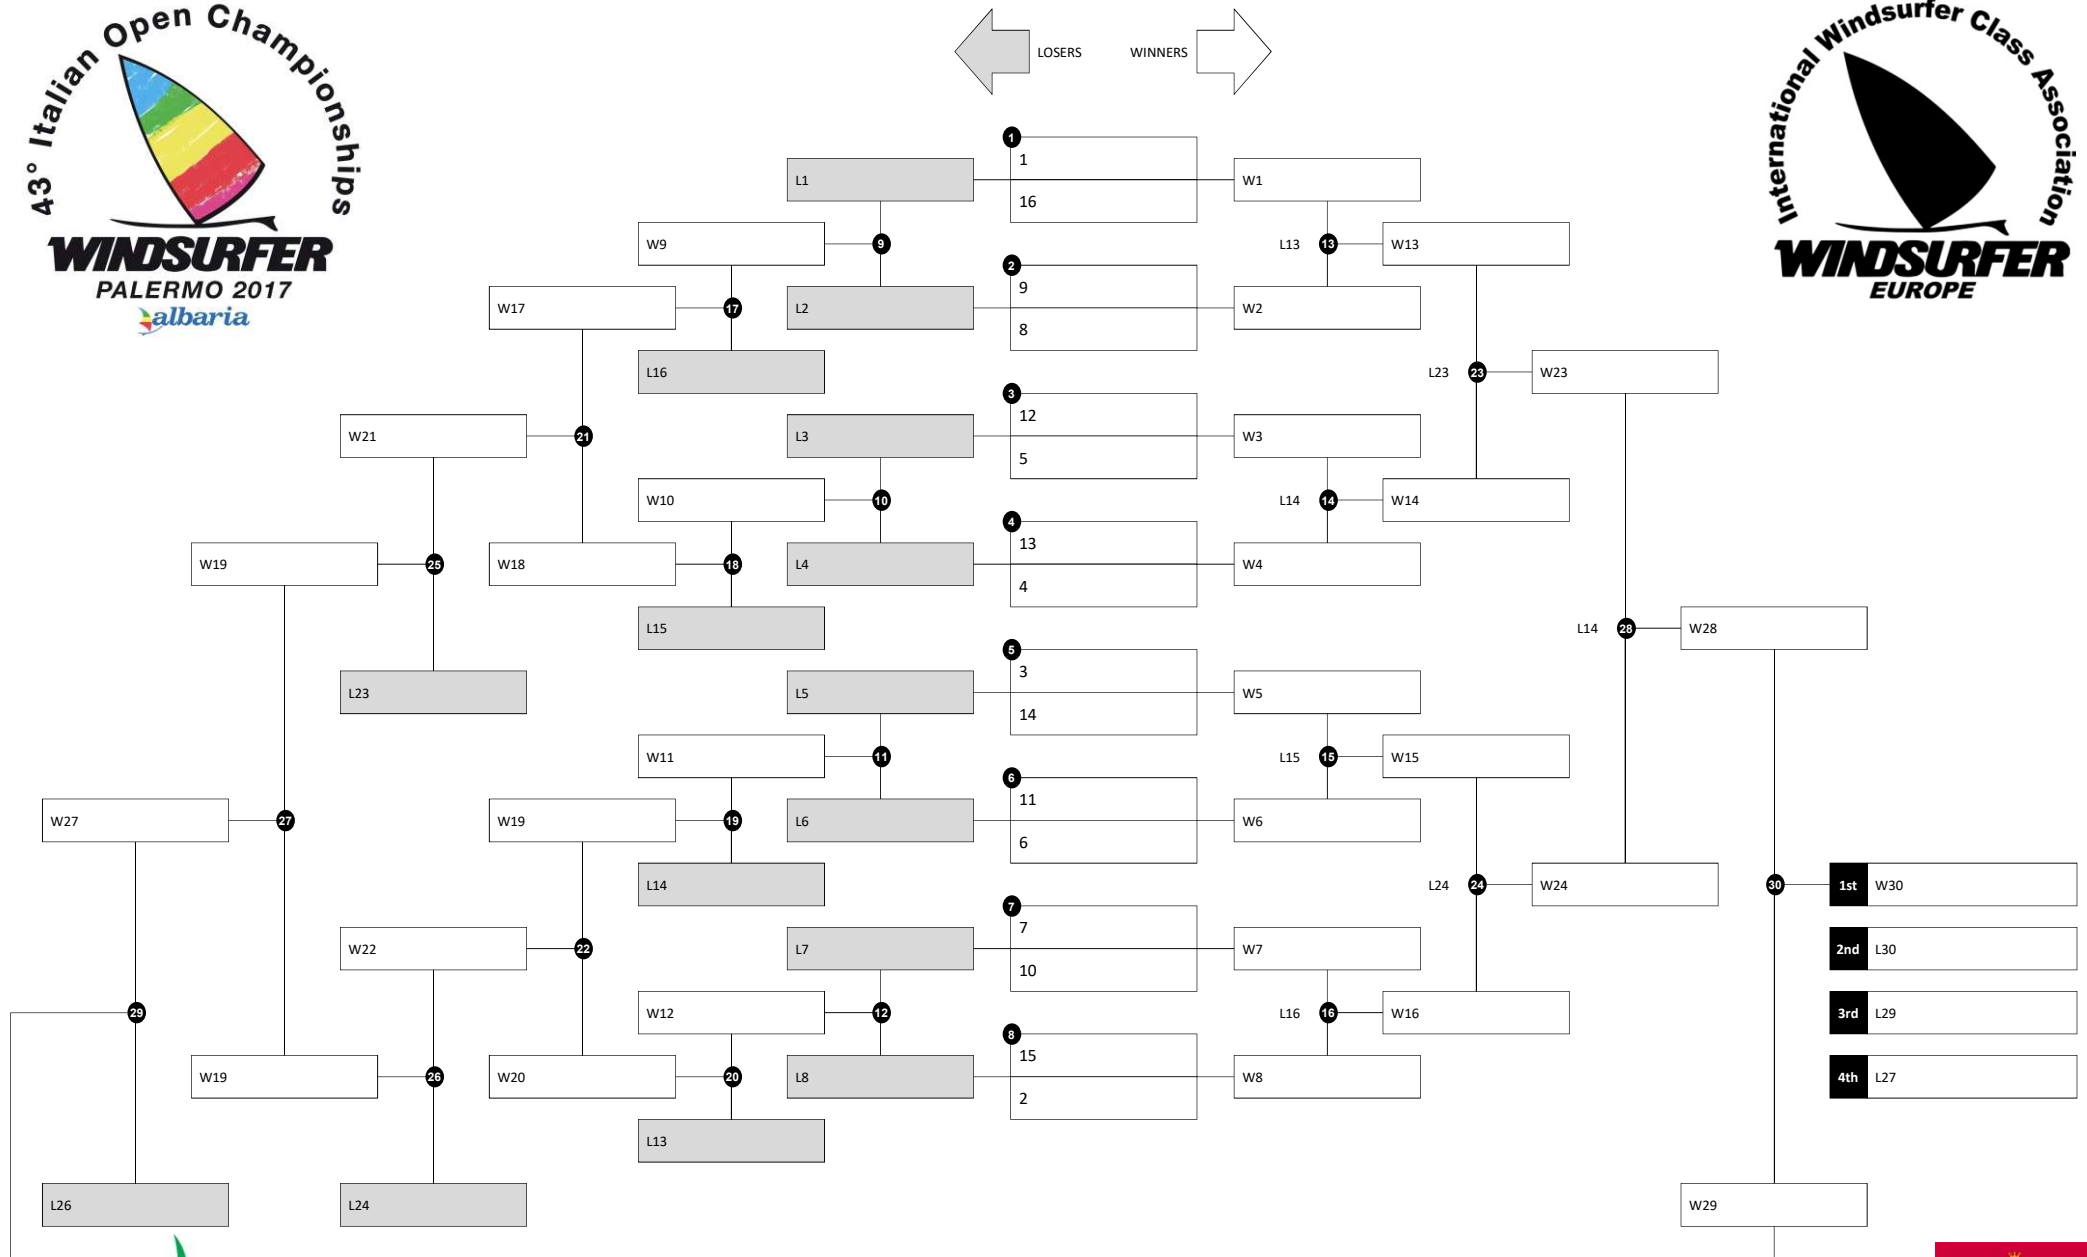 43° Italian Open Championships
WINDSURFER
PALERMO 2017
albaria
LOSERS WINNERS
International Windsurfer Class Association
WINDSURFER
EUROPE
1
1
L1 W1
16
W9 9 L13 13 W13
2
9
W17 17 L2 W2
8
L16 L23 23 W23
3
12
W21 21 L3 W3
5
W10 10 L14 14 W14
4
13
W19 25 W18 18 L4 W4
4
L15 L14 28 W28
5
3
L23 L5 W5
14
W11 11 L15 15 W15
6
11
W27 27 W19 19 L6 W6
6
L14 L24 24 W24 30 1st W30
7
7
W22 22 L7 W7 2nd L30
10
29 W12 12 L16 16 W16 3rd L29
8
15
W19 26 W20 20 L8 W8 4th L27
2
L13
L26 L24 W29